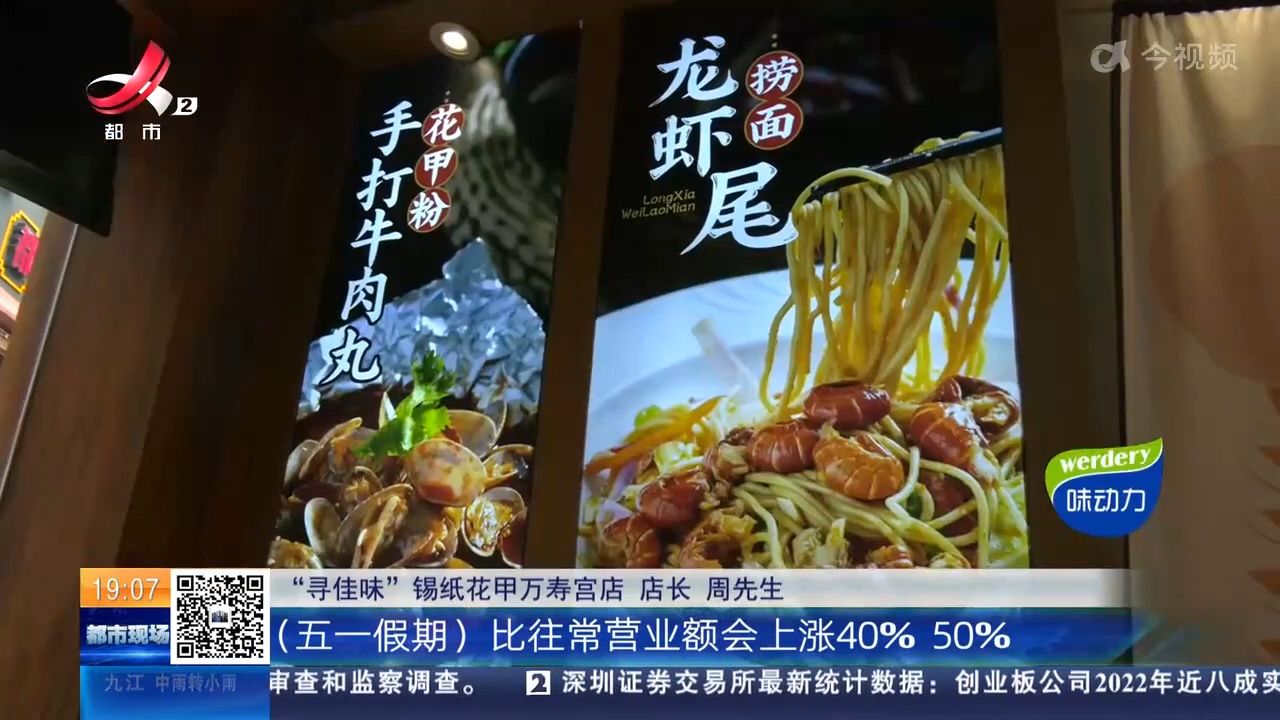 都市
2
今视频
手打牛肉丸
花甲粉
龙虾尾
捞面
LongXia
WeiLaoMian
werdery
味动力
19:07
都市现场
“寻佳味”锡纸花甲万寿宫店 店长 周先生
（五一假期）比往常营业额会上涨40% 50%
九江 中雨转小雨
审查和监察调查。 2 深圳证券交易所最新统计数据：创业板公司2022年近八成实